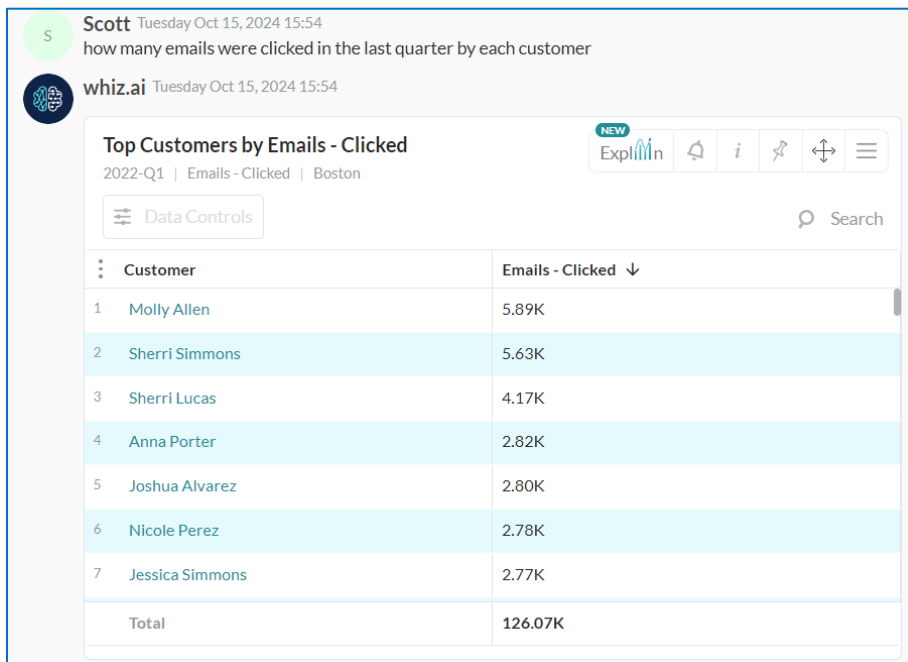 S
Scott Tuesday Oct 15, 2024 15:54
how many emails were clicked in the last quarter by each customer
whiz.ai Tuesday Oct 15, 2024 15:54
Top Customers by Emails - Clicked
NEW
Explain
i
2022-Q1 | Emails - Clicked | Boston
Data Controls
Search
Customer Emails - Clicked
1 Molly Allen 5.89K
2 Sherri Simmons 5.63K
3 Sherri Lucas 4.17K
4 Anna Porter 2.82K
5 Joshua Alvarez 2.80K
6 Nicole Perez 2.78K
7 Jessica Simmons 2.77K
Total 126.07K